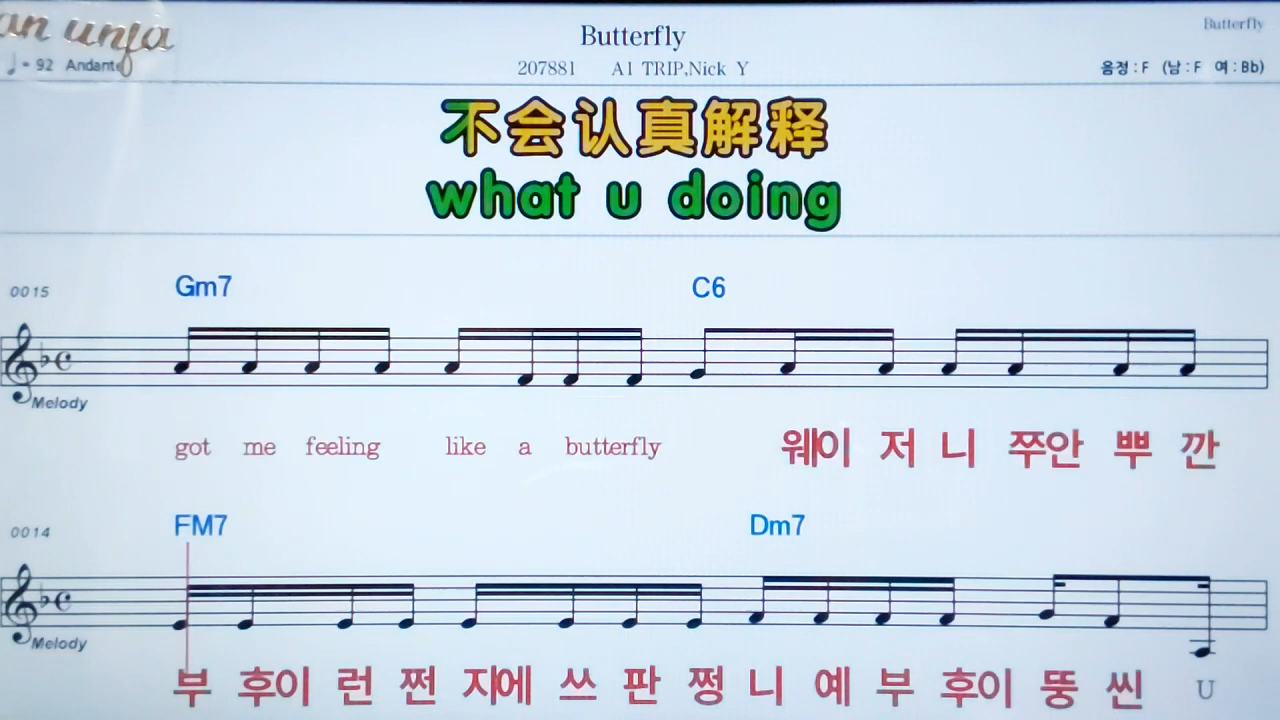 an unfa
Butterfly
Butterfly
♩= 92 Andante
207881 A1 TRIP,Nick Y
음정:F (남:F 여:Bb)
不会认真解释
what u doing
0015
Gm7 C6
Melody
got me feeling like a butterfly 웨이 저 니 쭈안 뿌 깐
0014
FM7 Dm7
Melody
부 후이 런 쩐 지에 쓰 판 쩡 니 예 부 후이 뚱 씬 U